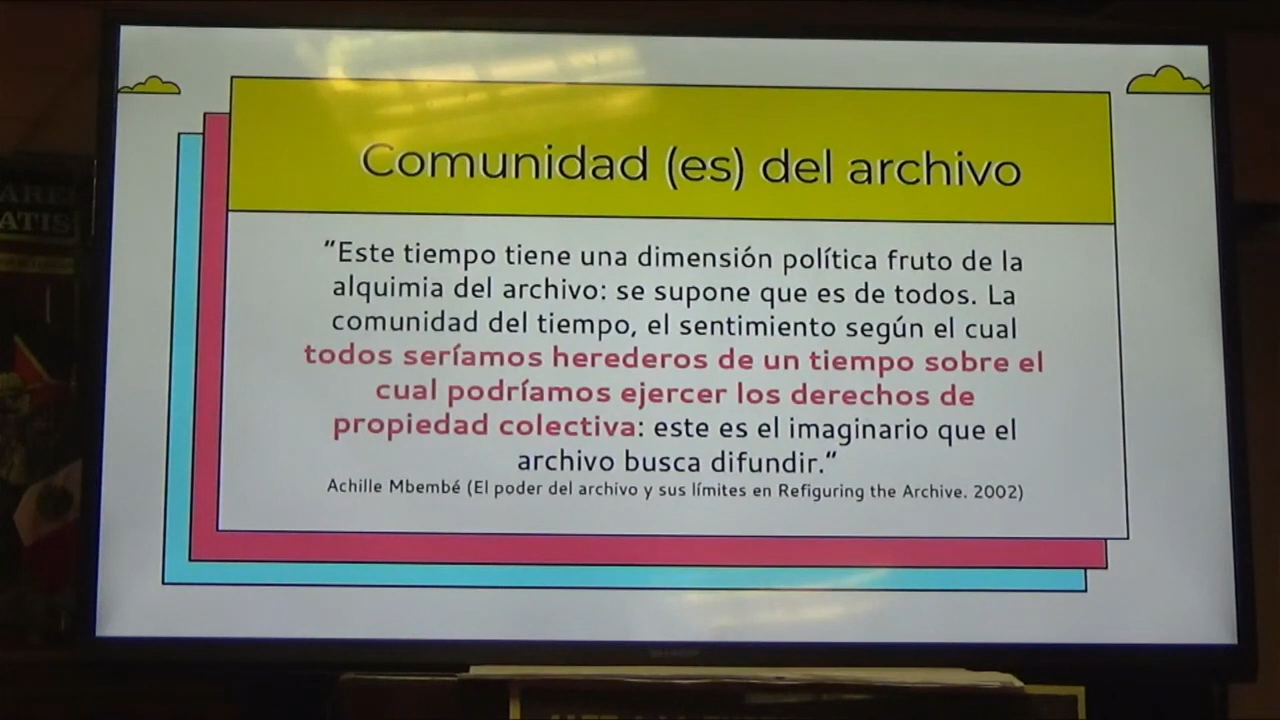 Comunidad (es) del archivo
“Este tiempo tiene una dimensión política fruto de la
alquimia del archivo: se supone que es de todos. La
comunidad del tiempo, el sentimiento según el cual
todos seríamos herederos de un tiempo sobre el
cual podríamos ejercer los derechos de
propiedad colectiva: este es el imaginario que el
archivo busca difundir.“
Achille Mbembé (El poder del archivo y sus límites en Refiguring the Archive. 2002)